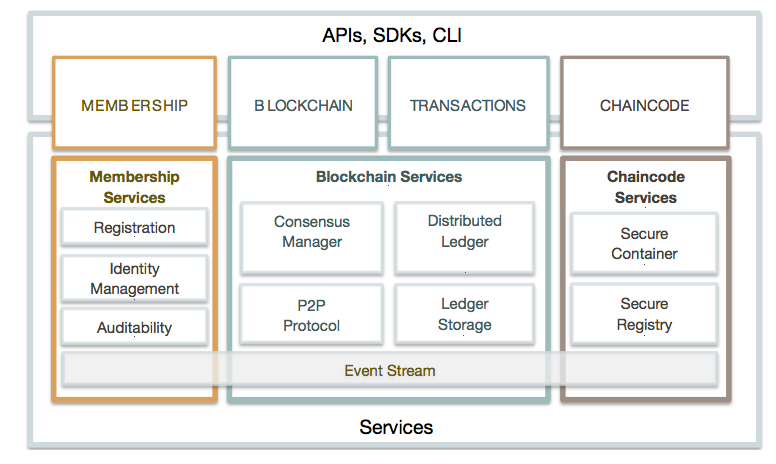 APIs, SDKs, CLI
MEMBERSHIP
BLOCKCHAIN
TRANSACTIONS
CHAINCODE
Membership
Services
Registration
Identity
Management
Auditability
Blockchain Services
Consensus
Manager
Distributed
Ledger
P2P
Protocol
Ledger
Storage
Chaincode
Services
Secure
Container
Secure
Registry
Event Stream
Services